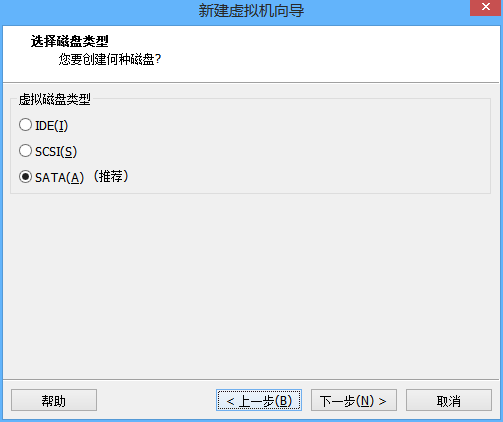 新建虚拟机向导
选择磁盘类型
您要创建何种磁盘?
虚拟磁盘类型
IDE(I)
SCSI(S)
SATA(A) （推荐）
帮助 < 上一步(B) 下一步(N) > 取消